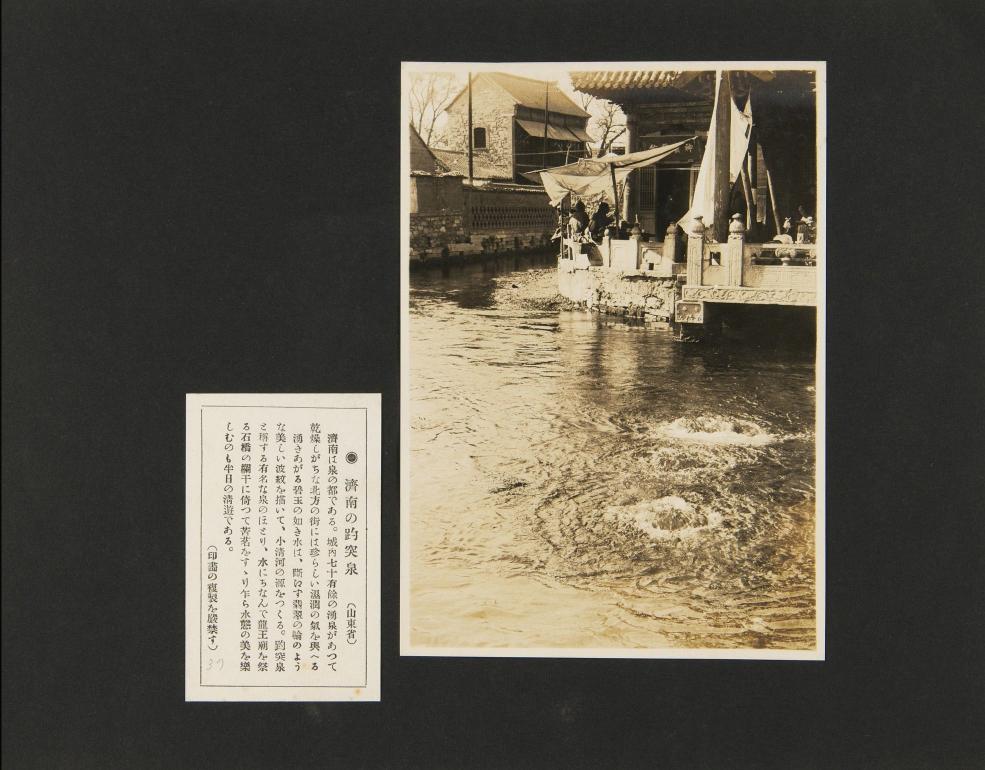 ◉ 濟南の趵突泉 （山東省）
濟南は泉の都である。城內七十有餘の湧泉があつて
乾燥しがちな北方の街には珍らしい濕潤の氣を與へる
湧きあがる碧玉の如き水は、斷えず翡翠の輪のよう
な美しい波紋を描いて、小淸河の源をつくる。趵突泉
と稱する有名な泉のほとり、水にちなんで龍王廟を祭
る石橋の欄干に倚つて苦茗をすゝり乍ら水態の美を樂
しむのも半日の淸遊である。
（印畵の複製を嚴禁す）
37